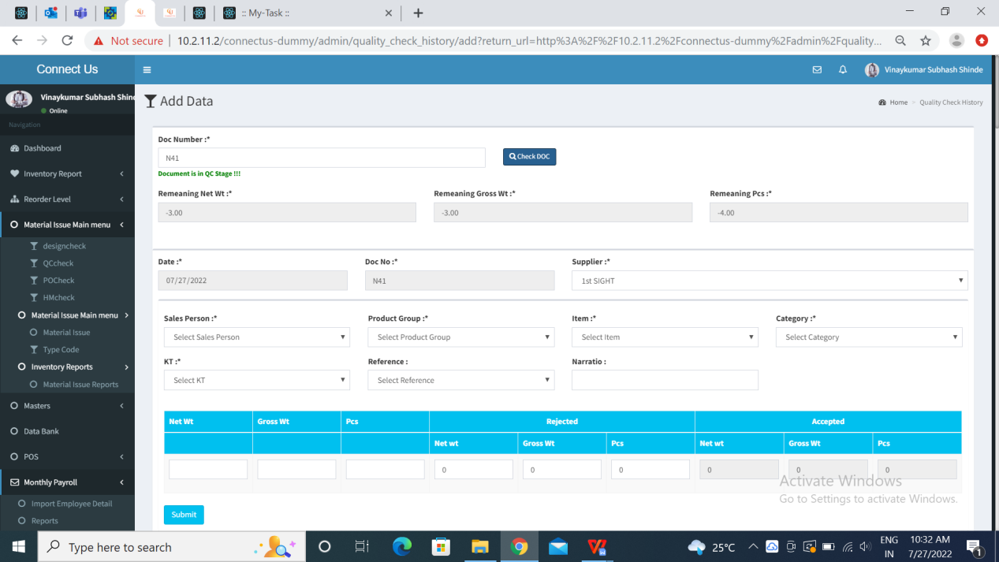 :: My-Task ::
Not secure
10.2.11.2/connectus-dummy/admin/quality_check_history/add?return_url=http%3A%2F%2F10.2.11.2%2Fconnectus-dummy%2Fadmin%2Fquality...
Connect Us
Vinaykumar Subhash Shinde
Vinaykumar Subhash Shin
Online
Add Data
Home
Quality Check History
Navigation
Dashboard
Inventory Report
Reorder Level
Material Issue Main menu
designcheck
QCcheck
POCheck
HMcheck
Material Issue Main menu
Material Issue
Type Code
Inventory Reports
Material Issue Reports
Masters
Data Bank
POS
Monthly Payroll
Import Employee Detail
Reports
Doc Number :*
N41
Check DOC
Document is in QC Stage !!!
Remeaning Net Wt :* Remeaning Gross Wt :* Remeaning Pcs :*
-3.00 -3.00 -4.00
Date :* Doc No :* Supplier :*
07/27/2022 N41 1st SIGHT
Sales Person :* Product Group :* Item :* Category :*
Select Sales Person Select Product Group Select Item Select Category
KT :* Reference : Narratio :
Select KT Select Reference
Net Wt Gross Wt Pcs Rejected Accepted
Net wt Gross Wt Pcs Net wt Gross Wt Pcs
0 0 0 0 0 0
Submit
Activate Windows
Go to Settings to activate Windows.
Type here to search
25°C
ENG
IN
10:32 AM
7/27/2022
1